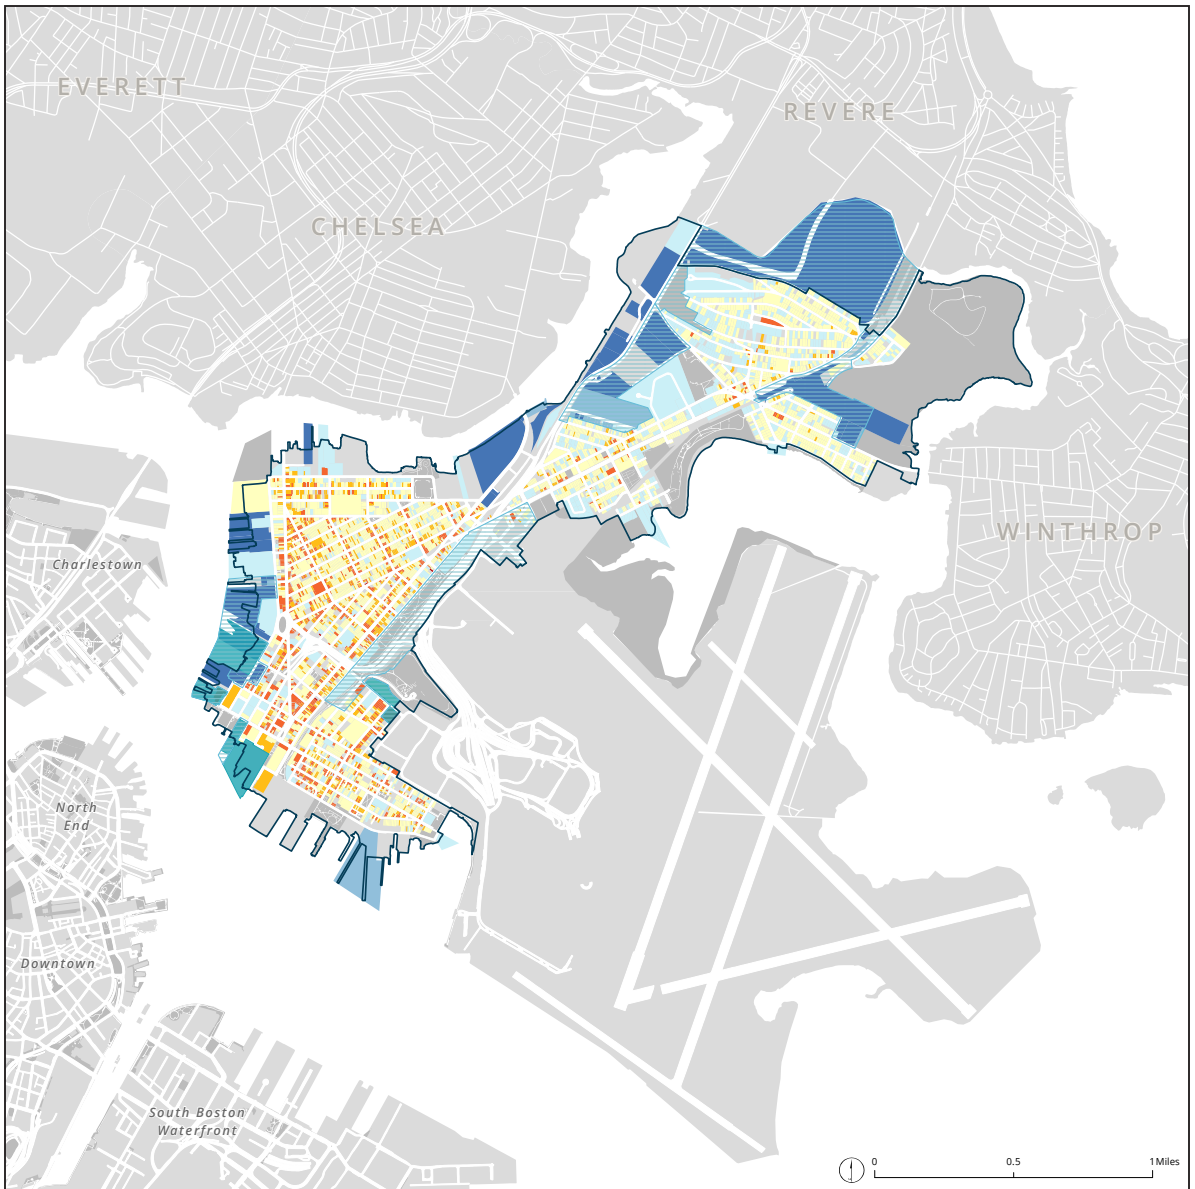 EVERETT
REVERE
CHELSEA
WINTHROP
Charlestown
North
End
Downtown
South Boston
Waterfront
0 0.5 1 Miles